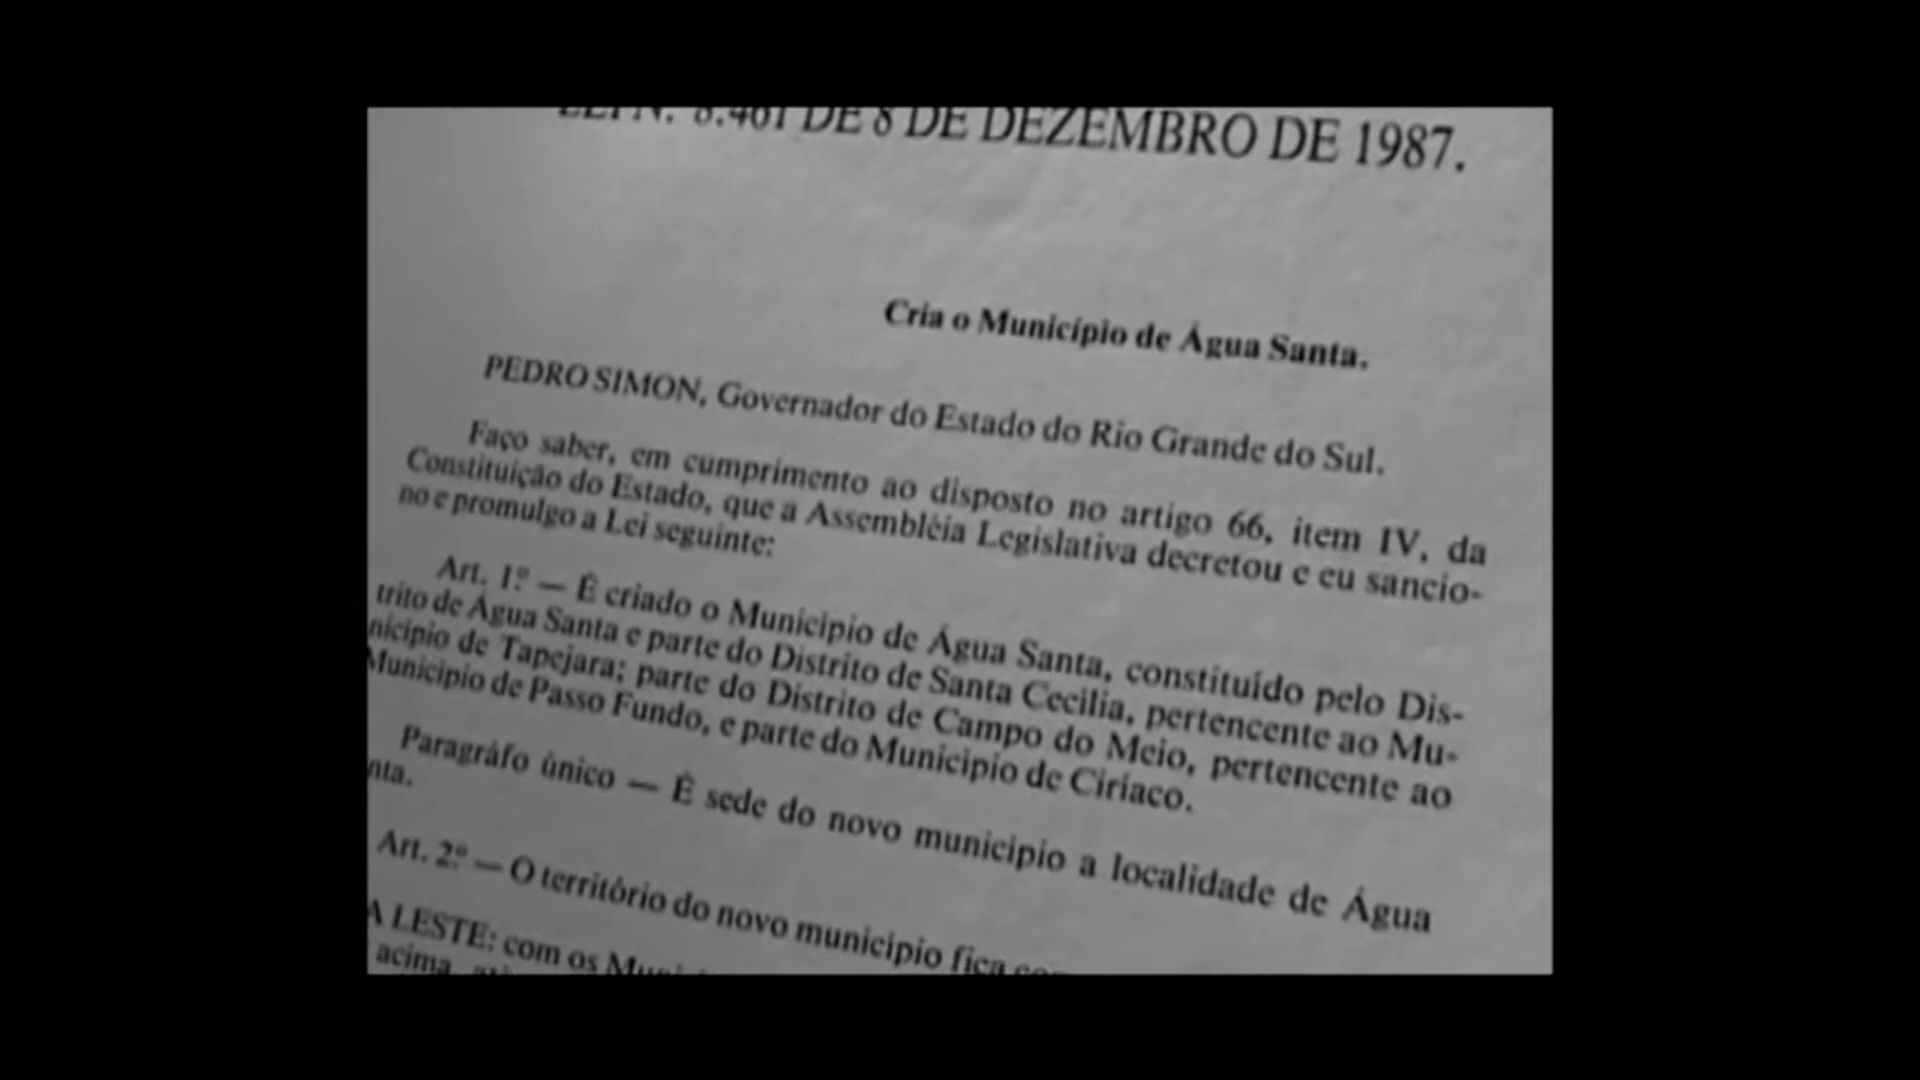 LEI N. 8.461 DE 8 DE DEZEMBRO DE 1987.
Cria o Município de Água Santa.
PEDRO SIMON, Governador do Estado do Rio Grande do Sul.
Faço saber, em cumprimento ao disposto no artigo 66, item IV, da
Constituição do Estado, que a Assembléia Legislativa decretou e eu sancio-
no e promulgo a Lei seguinte:
Art. 1º — É criado o Município de Água Santa, constituído pelo Dis-
trito de Água Santa e parte do Distrito de Santa Cecília, pertencente ao Mu-
nicípio de Tapejara; parte do Distrito de Campo do Meio, pertencente ao
Município de Passo Fundo, e parte do Município de Ciríaco.
Paragráfo único — É sede do novo município a localidade de Água
nta.
Art. 2º — O território do novo município fica
A LESTE: com os
acima